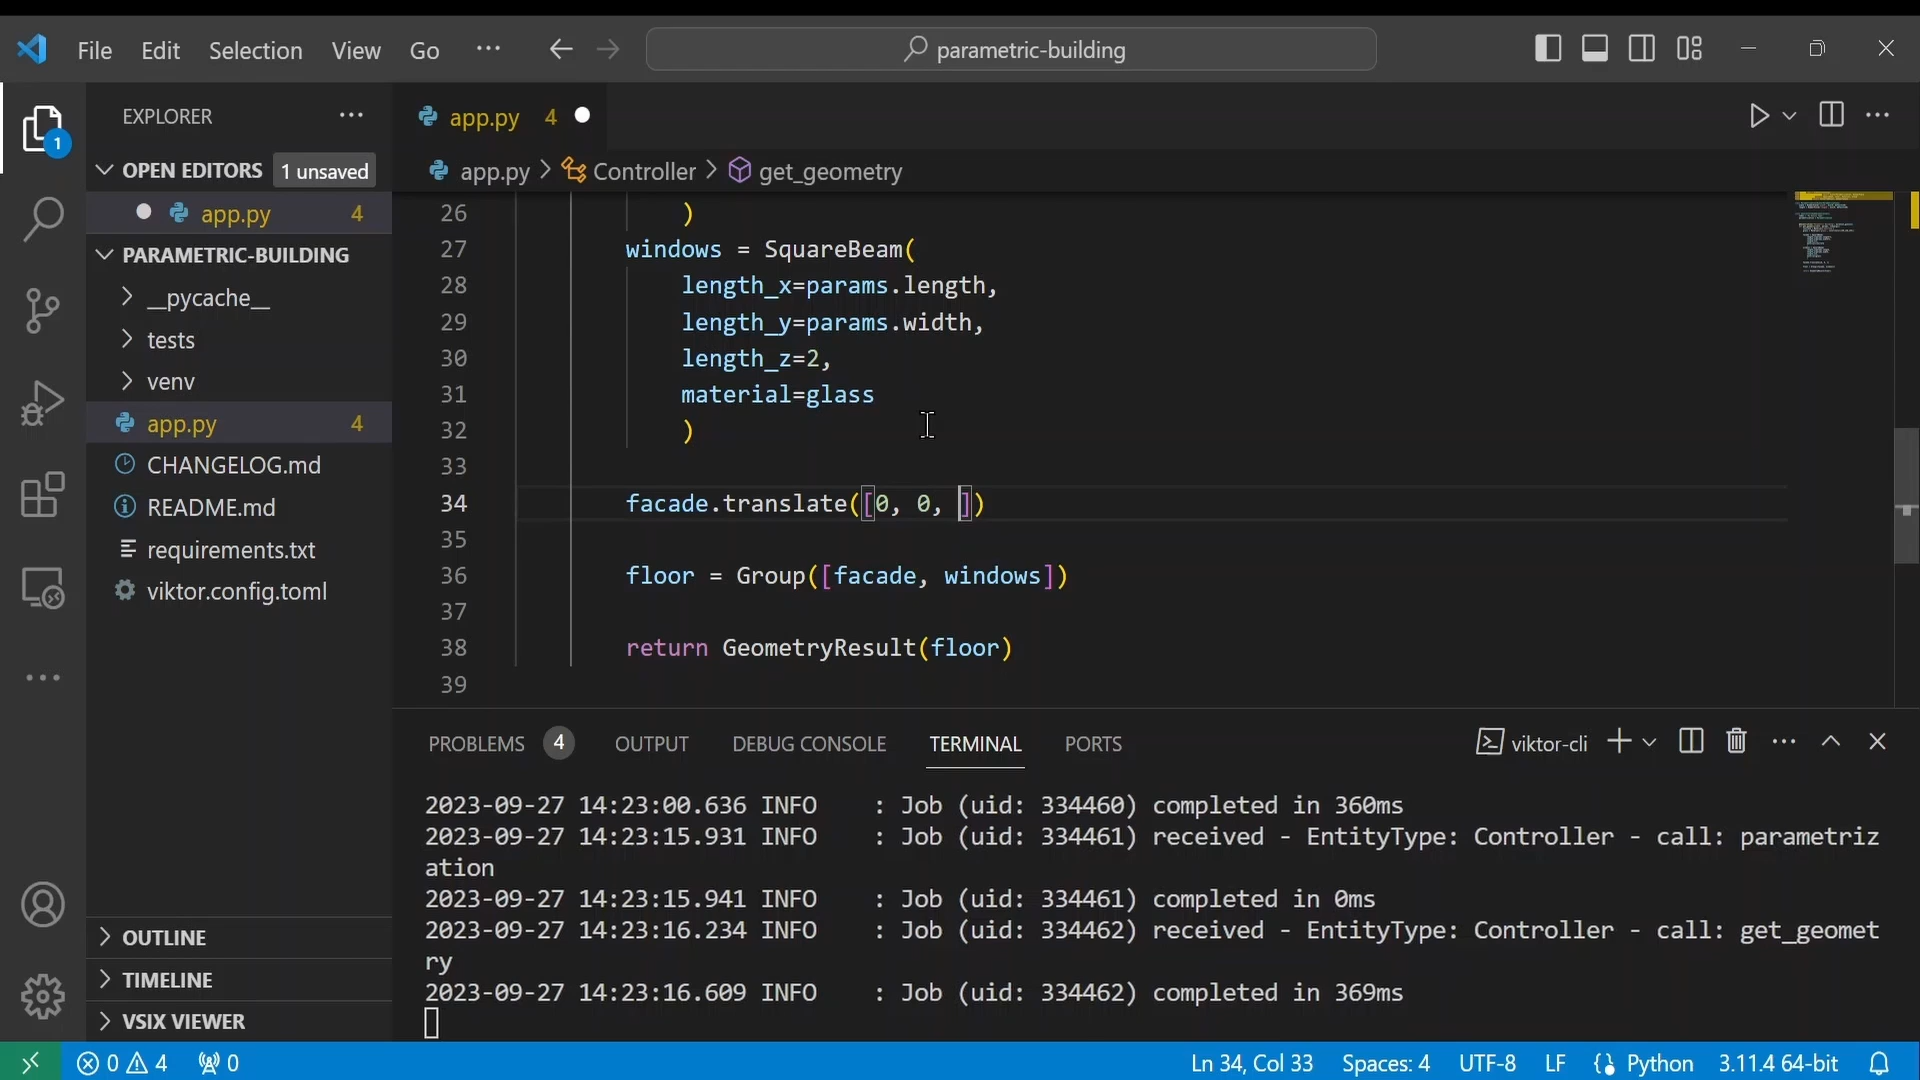 File Edit Selection View Go ··· parametric-building
EXPLORER ···
1
OPEN EDITORS 1 unsaved
app.py 4
PARAMETRIC-BUILDING
__pycache__
tests
venv
app.py 4
CHANGELOG.md
README.md
requirements.txt
viktor.config.toml
OUTLINE
TIMELINE
VSIX VIEWER
app.py 4
app.py > Controller > get_geometry
26 )
27 windows = SquareBeam(
28 length_x=params.length,
29 length_y=params.width,
30 length_z=2,
31 material=glass
32 )
33
34 facade.translate([0, 0, ])
35
36 floor = Group([facade, windows])
37
38 return GeometryResult(floor)
39
PROBLEMS 4 OUTPUT DEBUG CONSOLE TERMINAL PORTS viktor-cli
2023-09-27 14:23:00.636 INFO : Job (uid: 334460) completed in 360ms
2023-09-27 14:23:15.931 INFO : Job (uid: 334461) received - EntityType: Controller - call: parametriz
ation
2023-09-27 14:23:15.941 INFO : Job (uid: 334461) completed in 0ms
2023-09-27 14:23:16.234 INFO : Job (uid: 334462) received - EntityType: Controller - call: get_geomet
ry
2023-09-27 14:23:16.609 INFO : Job (uid: 334462) completed in 369ms
0 4 0 Ln 34, Col 33 Spaces: 4 UTF-8 LF Python 3.11.4 64-bit